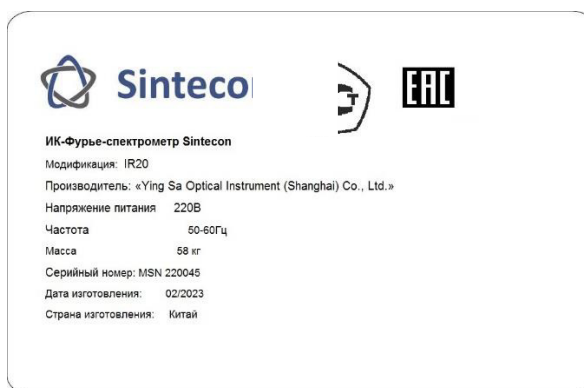 Sinteco
EAC
ИК-Фурье-спектрометр Sintecon
Модификация: IR20
Производитель: «Ying Sa Optical Instrument (Shanghai) Co., Ltd.»
Напряжение питания 220В
Частота 50-60Гц
Масса 58 кг
Серийный номер: MSN 220045
Дата изготовления: 02/2023
Страна изготовления: Китай